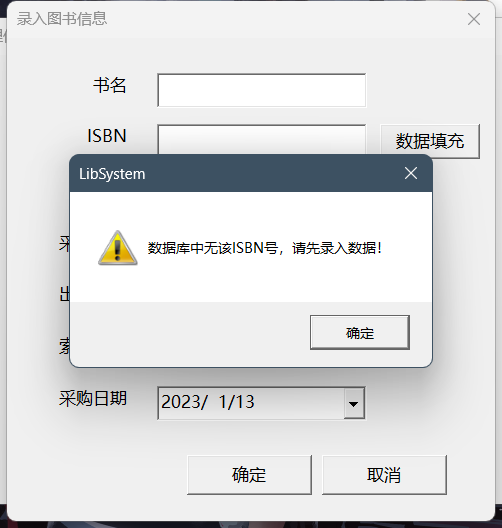 录入图书信息
书名
ISBN
数据填充
LibSystem
数据库中无该ISBN号，请先录入数据！
确定
采购日期
2023/ 1/13
确定
取消